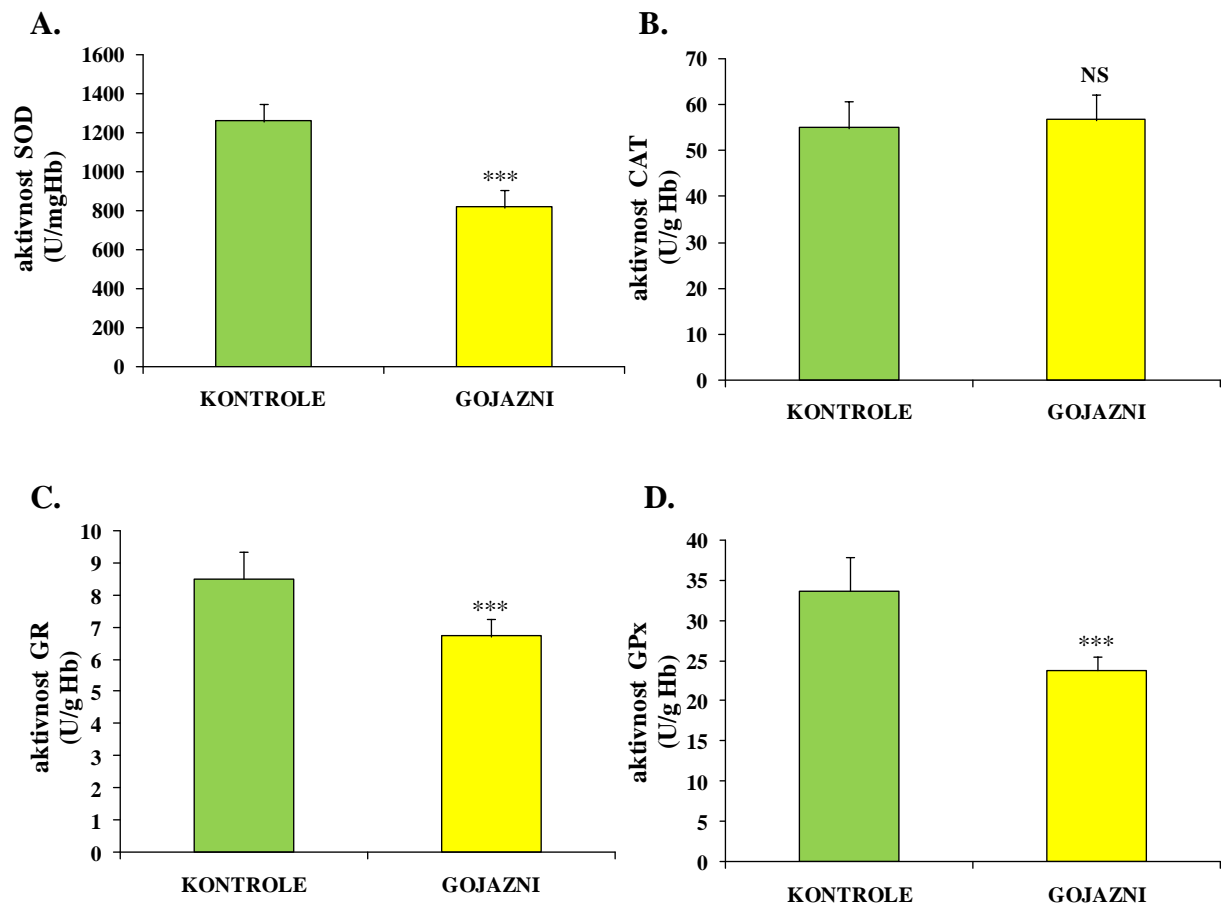 A.
1600
1400
1200
1000
800
600
400
200
0
aktivnost SOD
(U/mgHb)
***
KONTROLE GOJAZNI
B.
70
60
50
40
30
20
10
0
aktivnost CAT
(U/g Hb)
NS
KONTROLE GOJAZNI
C.
10
9
8
7
6
5
4
3
2
1
0
aktivnost GR
(U/g Hb)
***
KONTROLE GOJAZNI
D.
40
35
30
25
20
15
10
5
0
aktivnost GPx
(U/g Hb)
***
KONTROLE GOJAZNI